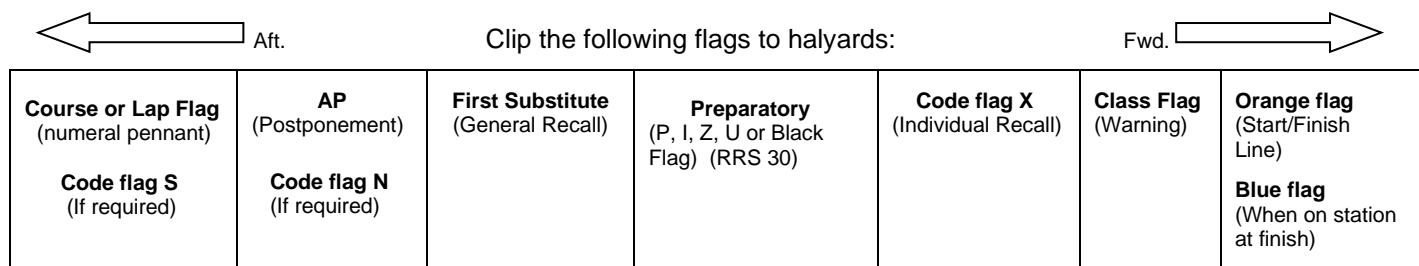 Aft. Clip the following flags to halyards: Fwd.
Course or Lap Flag
(numeral pennant)
Code flag S
(If required)
AP
(Postponement)
Code flag N
(If required)
First Substitute
(General Recall)
Preparatory
(P, I, Z, U or Black
Flag) (RRS 30)
Code flag X
(Individual Recall)
Class Flag
(Warning)
Orange flag
(Start/Finish
Line)
Blue flag
(When on station
at finish)